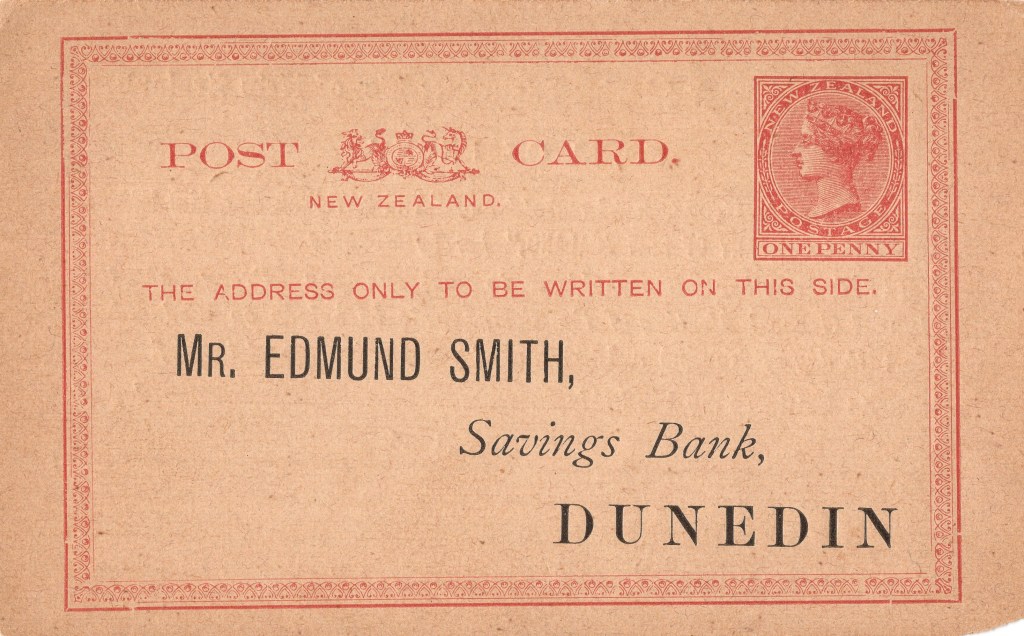 POST CARD.
NEW ZEALAND.
NEW ZEALAND
POSTAGE
ONE PENNY
THE ADDRESS ONLY TO BE WRITTEN ON THIS SIDE.
MR. EDMUND SMITH,
Savings Bank,
DUNEDIN